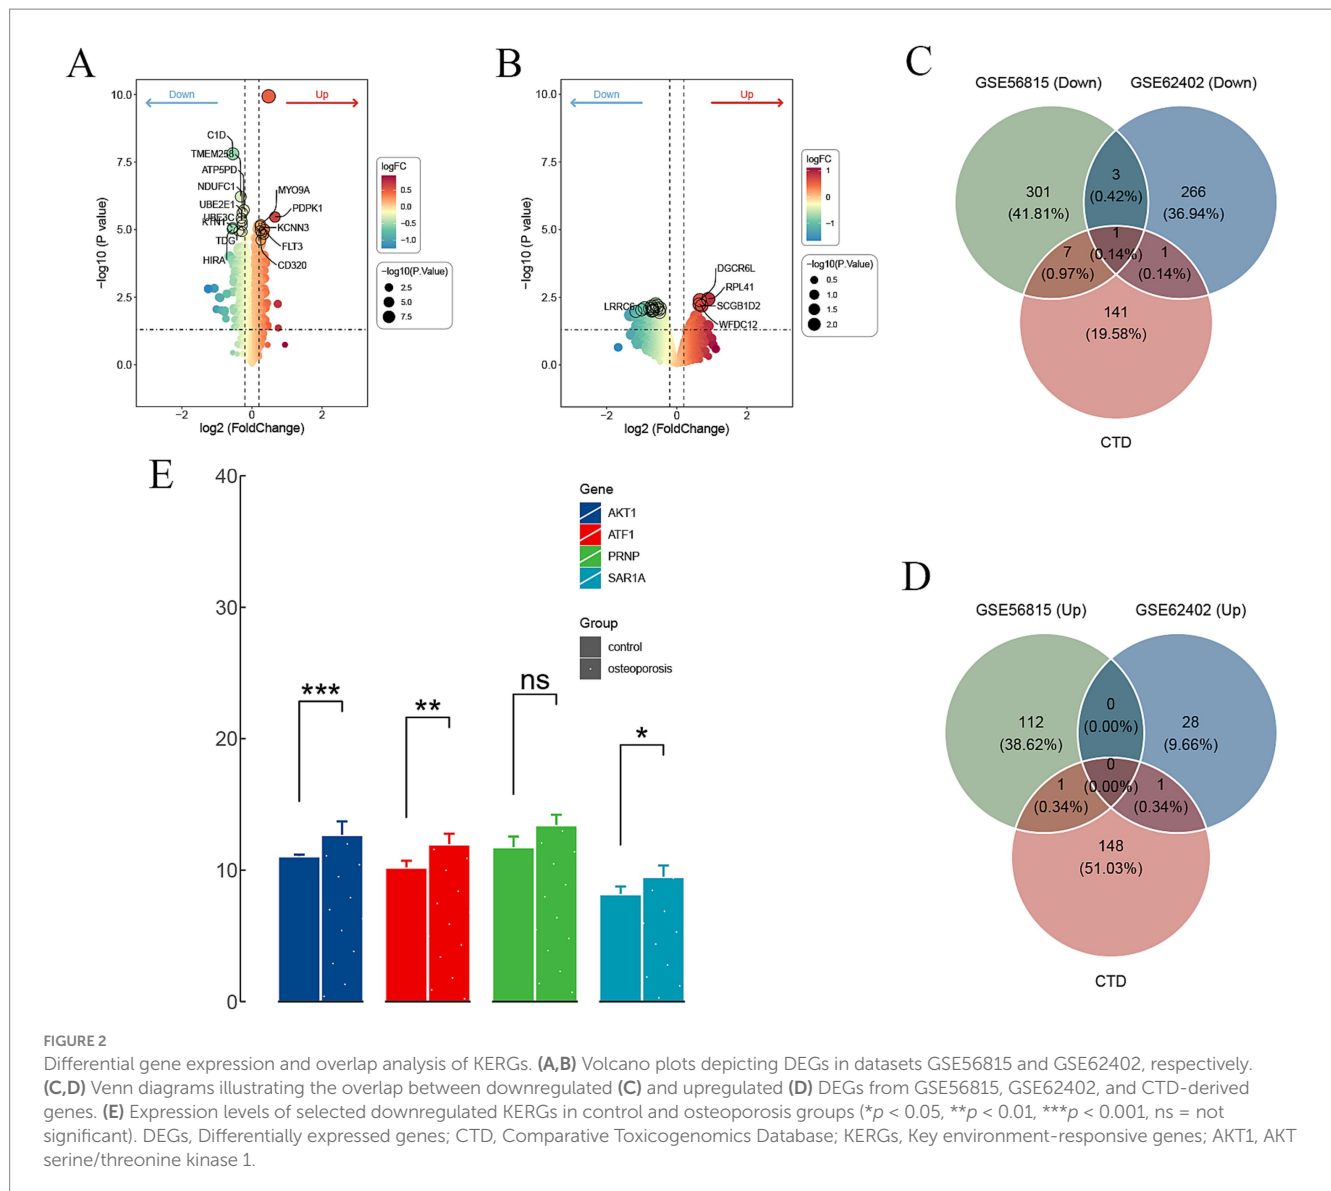 A
Down
Up
10.0
7.5
5.0
2.5
0.0
−log10 (P value)
−2
0
2
log2 (FoldChange)
C1D
TMEM258
ATP5PD
NDUFC1
UBE2E1
UBE3C
KTN1
TDG
HIRA
MYO9A
PDPK1
KCNN3
FLT3
CD320
logFC
0.5
0.0
−0.5
−1.0
−log10(P.Value)
2.5
5.0
7.5
B
Down
Up
10.0
7.5
5.0
2.5
0.0
−log10 (P value)
−2
0
2
log2 (FoldChange)
DGCR6L
RPL41
SCGB1D2
WFDC12
logFC
1
0
−1
−log10(P.Value)
0.5
1.0
1.5
2.0
C
GSE56815 (Down)
GSE62402 (Down)
3
(0.42%)
301
(41.81%)
266
(36.94%)
1
(0.14%)
7
(0.97%)
1
(0.14%)
141
(19.58%)
CTD
E
40
30
20
10
0
***
**
ns
*
Gene
AKT1
ATF1
PRNP
SAR1A
Group
control
osteoporosis
D
GSE56815 (Up)
GSE62402 (Up)
0
(0.00%)
112
(38.62%)
28
(9.66%)
0
(0.00%)
1
(0.34%)
1
(0.34%)
148
(51.03%)
CTD
FIGURE 2
Differential gene expression and overlap analysis of KERGs. (A,B) Volcano plots depicting DEGs in datasets GSE56815 and GSE62402, respectively.
(C,D) Venn diagrams illustrating the overlap between downregulated (C) and upregulated (D) DEGs from GSE56815, GSE62402, and CTD-derived
genes. (E) Expression levels of selected downregulated KERGs in control and osteoporosis groups (*p < 0.05, **p < 0.01, ***p < 0.001, ns = not
significant). DEGs, Differentially expressed genes; CTD, Comparative Toxicogenomics Database; KERGs, Key environment-responsive genes; AKT1, AKT
serine/threonine kinase 1.